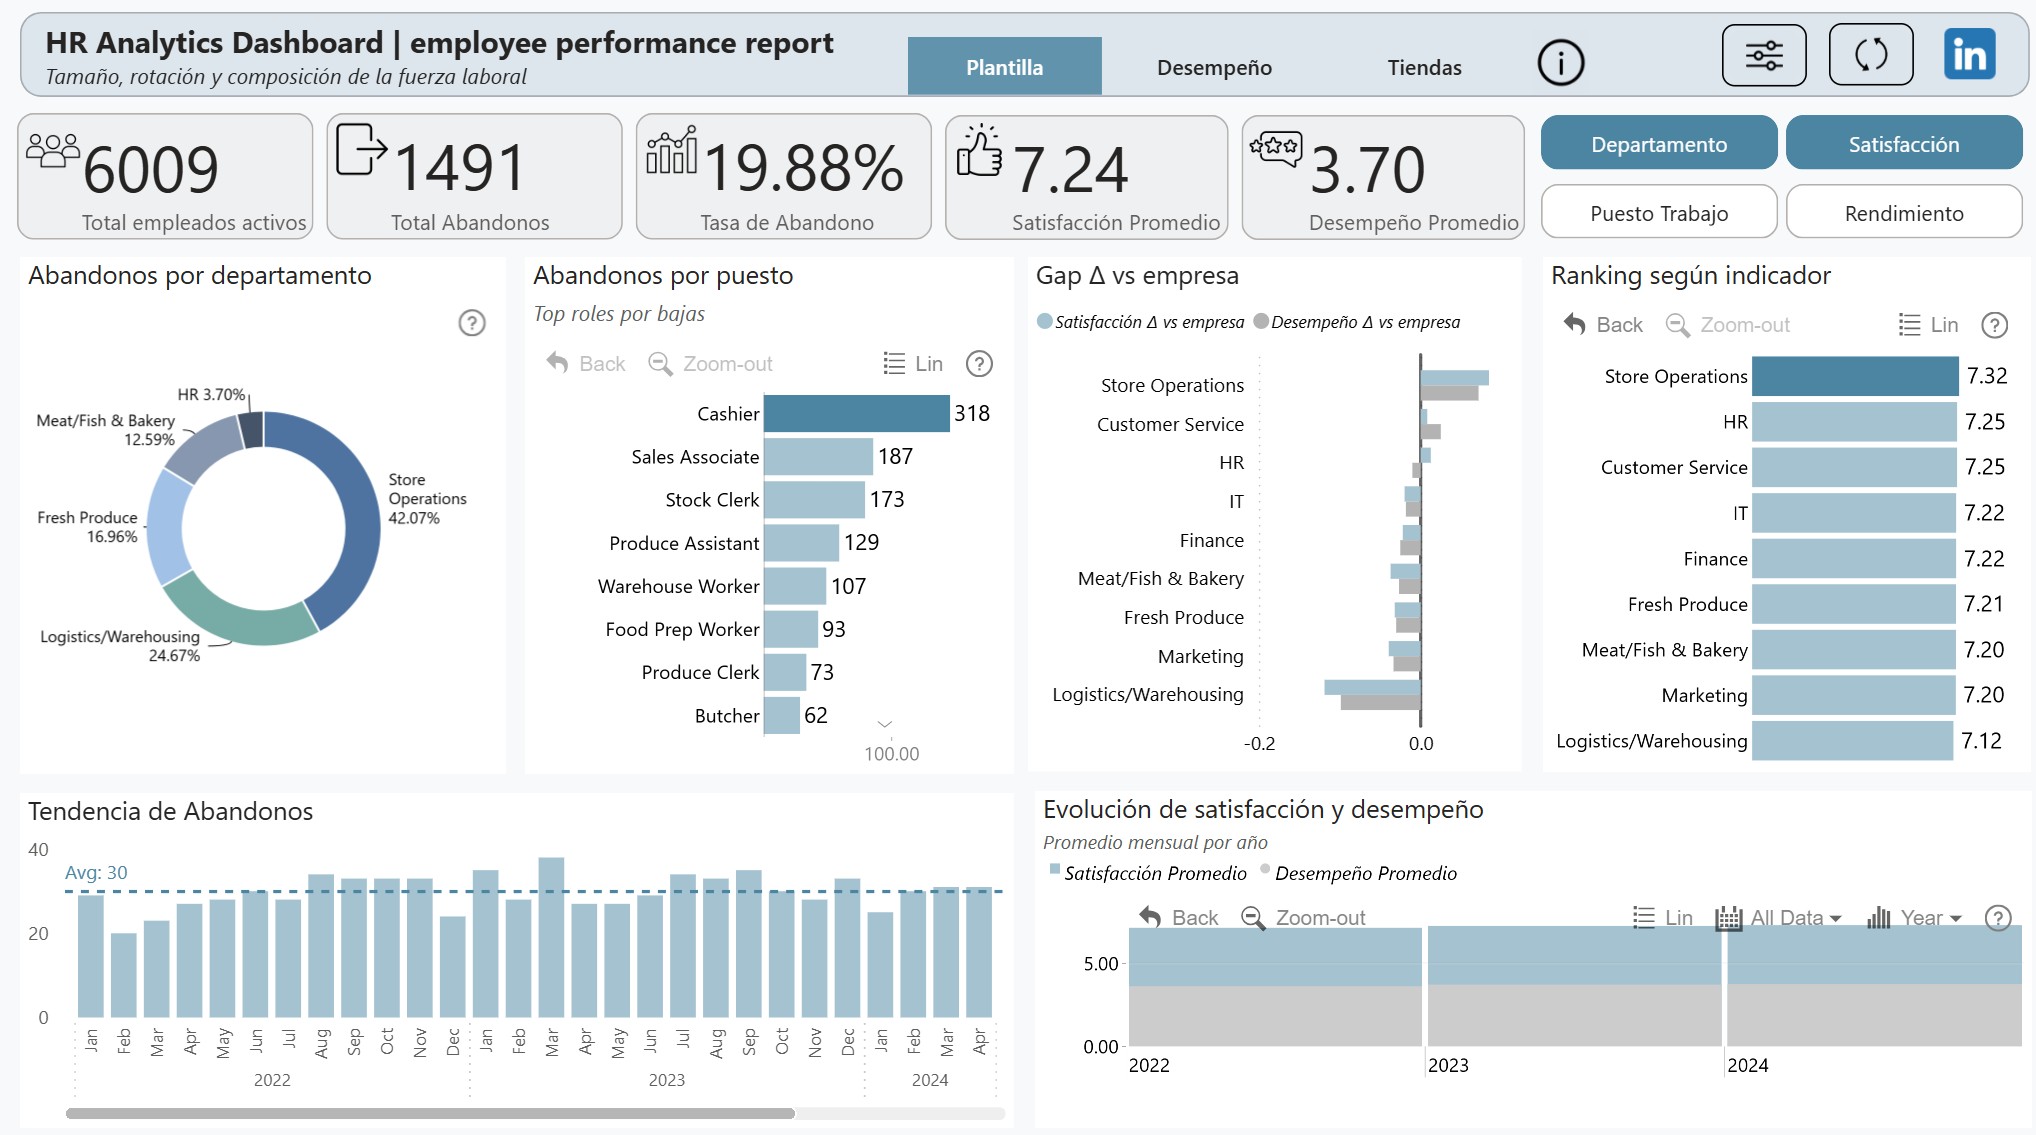 HR Analytics Dashboard | employee performance report
Tamaño, rotación y composición de la fuerza laboral
Plantilla
Desempeño
Tiendas
i
in
6009
Total empleados activos
1491
Total Abandonos
19.88%
Tasa de Abandono
7.24
Satisfacción Promedio
3.70
Desempeño Promedio
Departamento
Satisfacción
Puesto Trabajo
Rendimiento
Abandonos por departamento
?
HR 3.70%
Meat/Fish & Bakery
12.59%
Store
Operations
42.07%
Fresh Produce
16.96%
Logistics/Warehousing
24.67%
Abandonos por puesto
Top roles por bajas
Back Zoom-out Lin ?
Cashier 318
Sales Associate 187
Stock Clerk 173
Produce Assistant 129
Warehouse Worker 107
Food Prep Worker 93
Produce Clerk 73
Butcher 62
100.00
Gap Δ vs empresa
Satisfacción Δ vs empresa Desempeño Δ vs empresa
Store Operations
Customer Service
HR
IT
Finance
Meat/Fish & Bakery
Fresh Produce
Marketing
Logistics/Warehousing
-0.2 0.0
Ranking según indicador
Back Zoom-out Lin ?
Store Operations 7.32
HR 7.25
Customer Service 7.25
IT 7.22
Finance 7.22
Fresh Produce 7.21
Meat/Fish & Bakery 7.20
Marketing 7.20
Logistics/Warehousing 7.12
Tendencia de Abandonos
40
Avg: 30
20
0
Jan Feb Mar Apr May Jun Jul Aug Sep Oct Nov Dec Jan Feb Mar Apr May Jun Jul Aug Sep Oct Nov Dec Jan Feb Mar Apr
2022 2023 2024
Evolución de satisfacción y desempeño
Promedio mensual por año
Satisfacción Promedio Desempeño Promedio
Back Zoom-out Lin All Data Year ?
5.00
0.00
2022 2023 2024